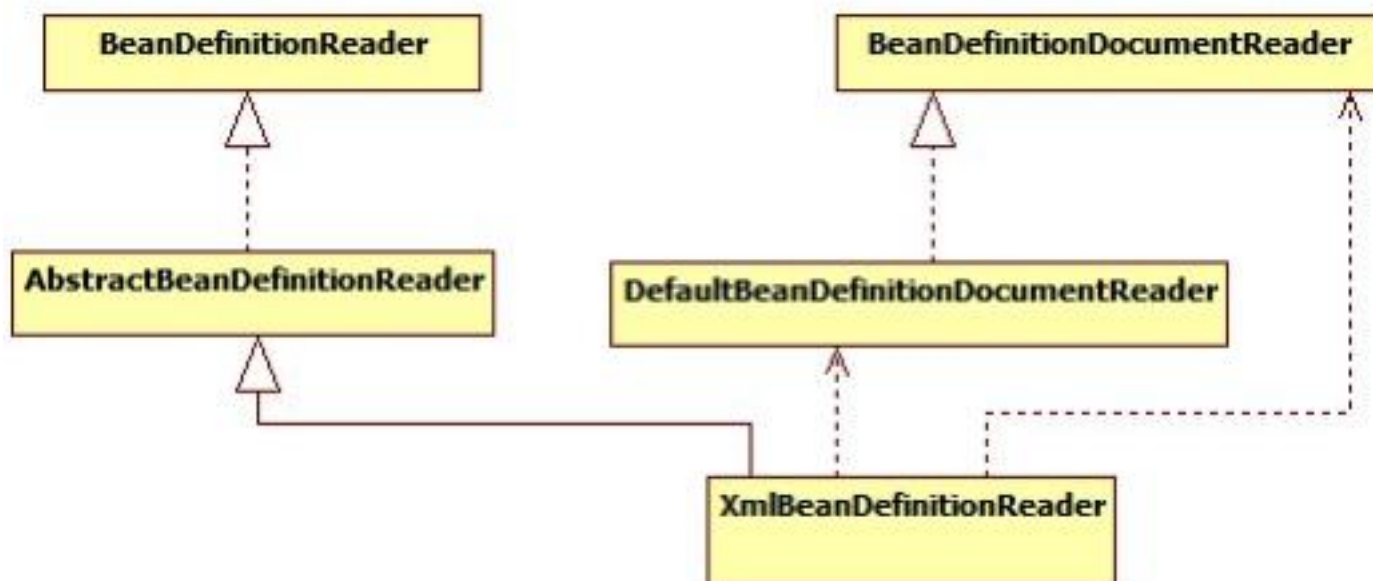 BeanDefinitionReader
BeanDefinitionDocumentReader
AbstractBeanDefinitionReader
DefaultBeanDefinitionDocumentReader
XmlBeanDefinitionReader